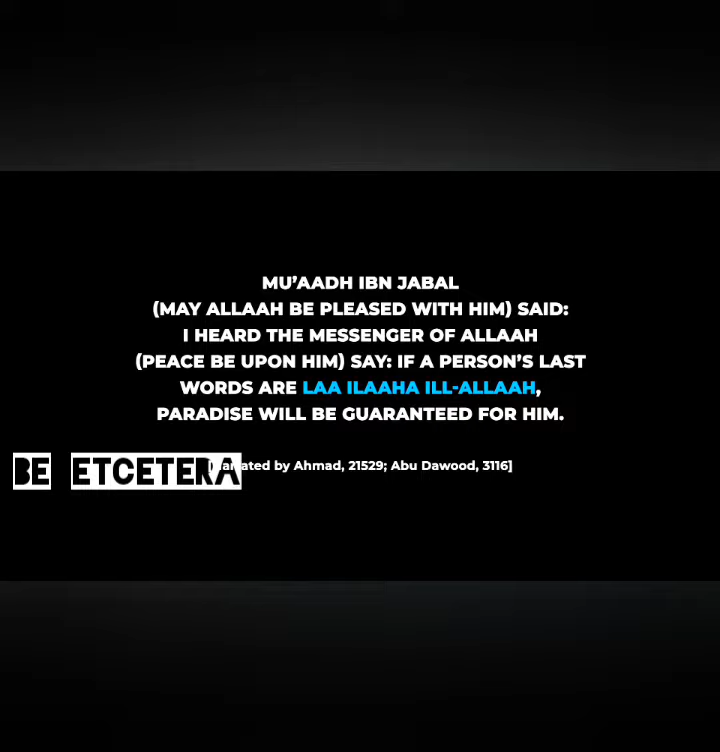 MU'AADH IBN JABAL
(MAY ALLAAH BE PLEASED WITH HIM) SAID:
I HEARD THE MESSENGER OF ALLAAH
(PEACE BE UPON HIM) SAY: IF A PERSON'S LAST
WORDS ARE LAA ILAAHA ILL-ALLAAH,
PARADISE WILL BE GUARANTEED FOR HIM.
BE ETCETERA
by Ahmad, 21529; Abu Dawood, 3116]